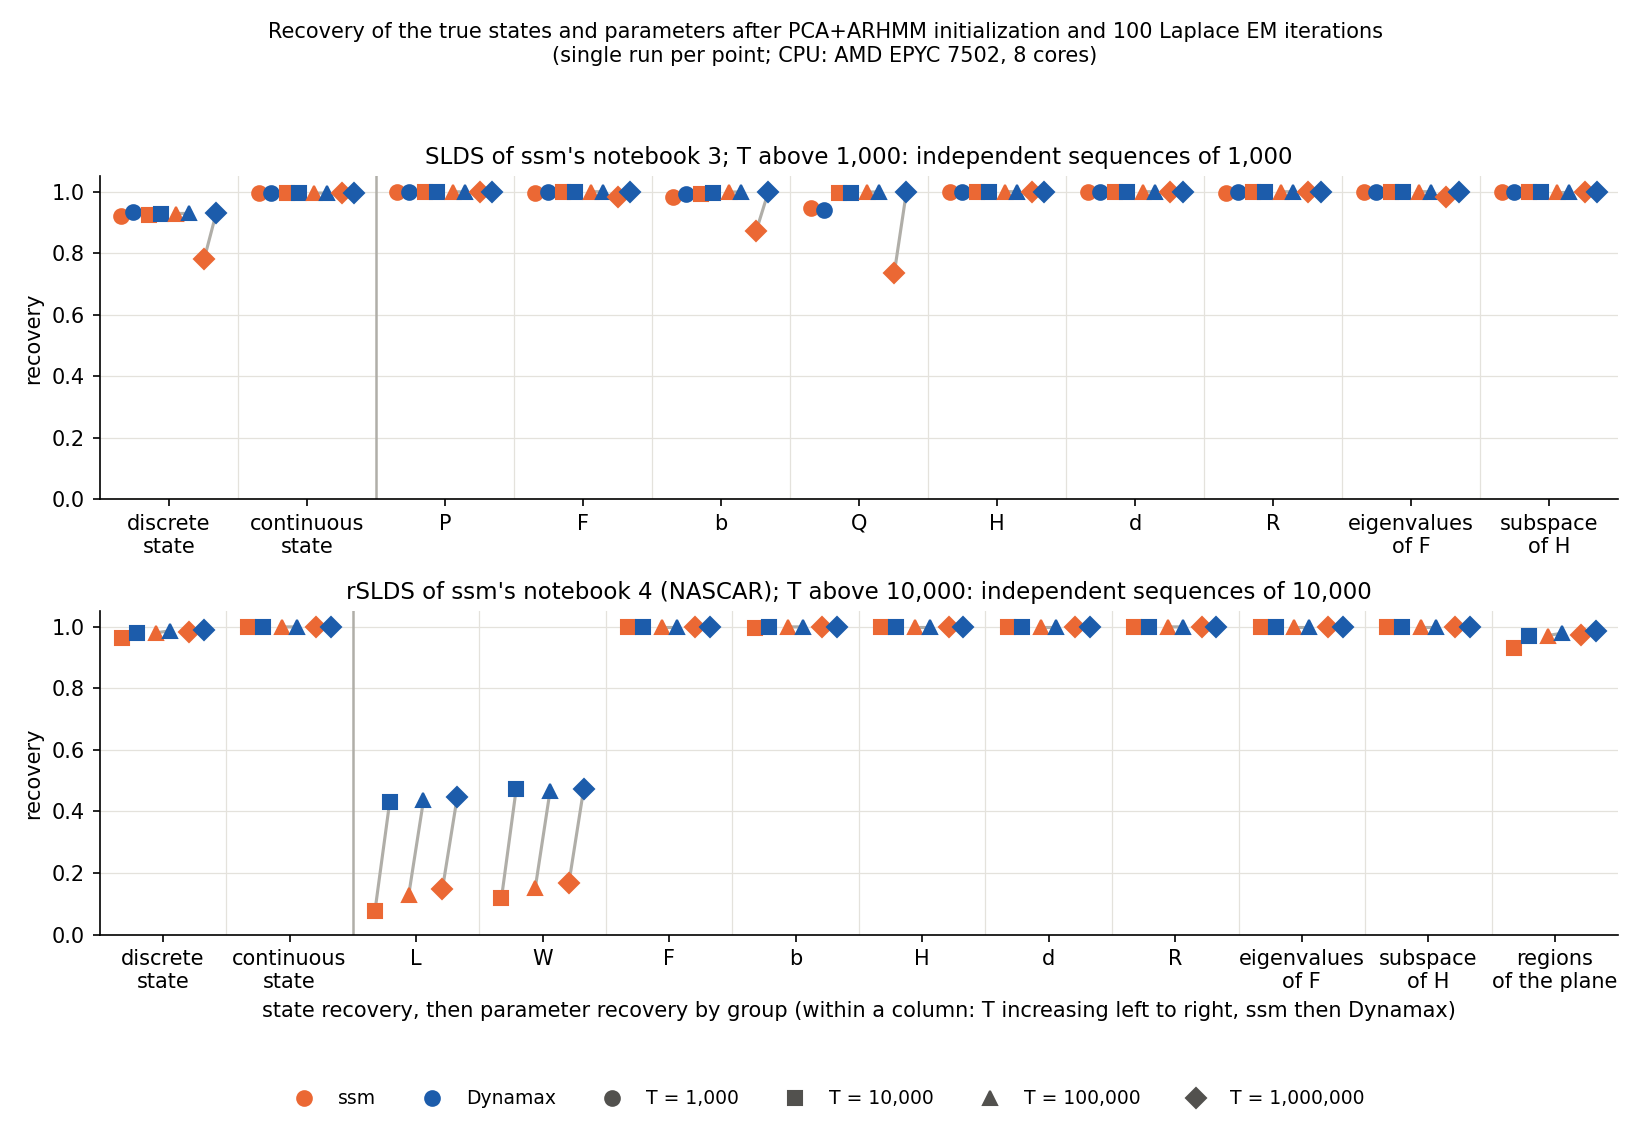 Recovery of the true states and parameters after PCA+ARHMM initialization and 100 Laplace EM iterations
(single run per point; CPU: AMD EPYC 7502, 8 cores)
SLDS of ssm's notebook 3; T above 1,000: independent sequences of 1,000
recovery
1.0
0.8
0.6
0.4
0.2
0.0
discrete state
continuous state
P
F
b
Q
H
d
R
eigenvalues of F
subspace of H
rSLDS of ssm's notebook 4 (NASCAR); T above 10,000: independent sequences of 10,000
recovery
1.0
0.8
0.6
0.4
0.2
0.0
discrete state
continuous state
L
W
F
b
H
d
R
eigenvalues of F
subspace of H
regions of the plane
state recovery, then parameter recovery by group (within a column: T increasing left to right, ssm then Dynamax)
ssm
Dynamax
T = 1,000
T = 10,000
T = 100,000
T = 1,000,000